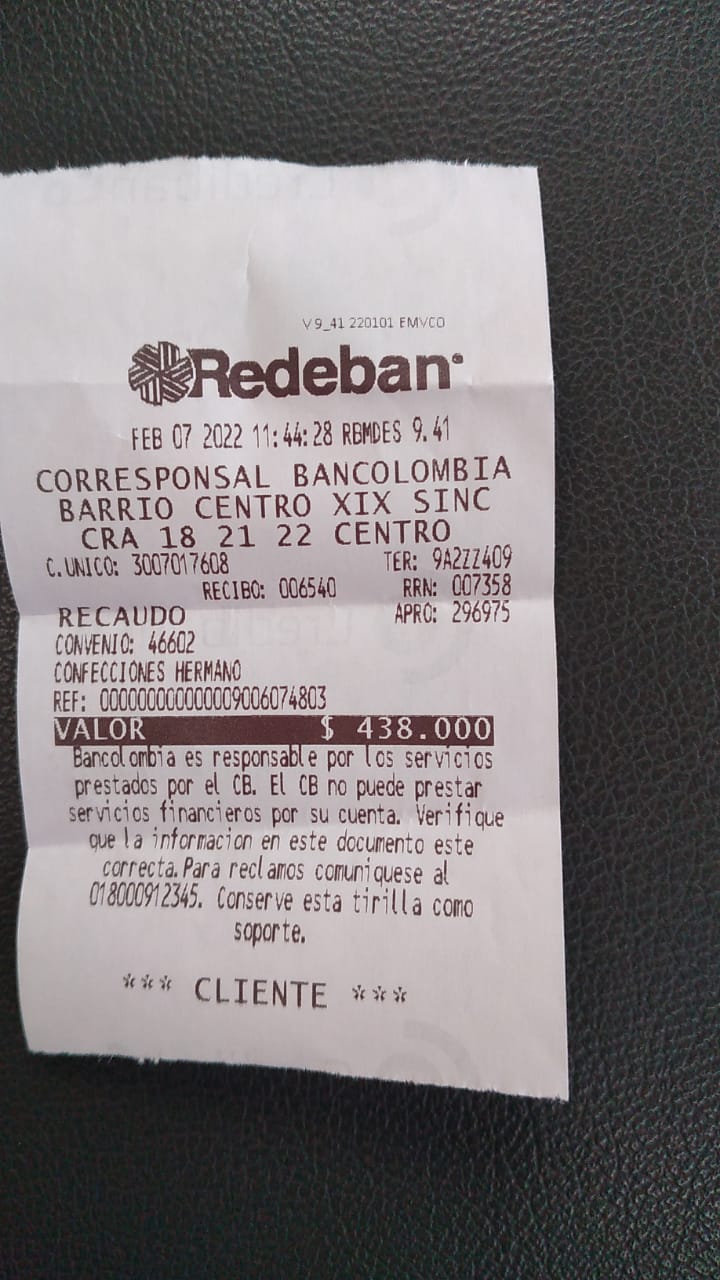 V9_41 220101 EMVCO
Redeban
FEB 07 2022 11:44:28 RBMDES 9.41
CORRESPONSAL BANCOLOMBIA
BARRIO CENTRO XIX SINC
CRA 18 21 22 CENTRO
C.UNICO: 3007017608 TER: 9A2ZZ409
RECIBO: 006540 RRN: 007358
RECAUDO APRO: 296975
CONVENIO: 46602
CONFECCIONES HERMANO
REF: 00000000000009006074803
VALOR $ 438.000
Bancolombia es responsable por los servicios
prestados por el CB. El CB no puede prestar
servicios financieros por su cuenta. Verifique
que la informacion en este documento este
correcta. Para reclamos comuniquese al
018000912345. Conserve esta tirilla como
soporte.
*** CLIENTE ***